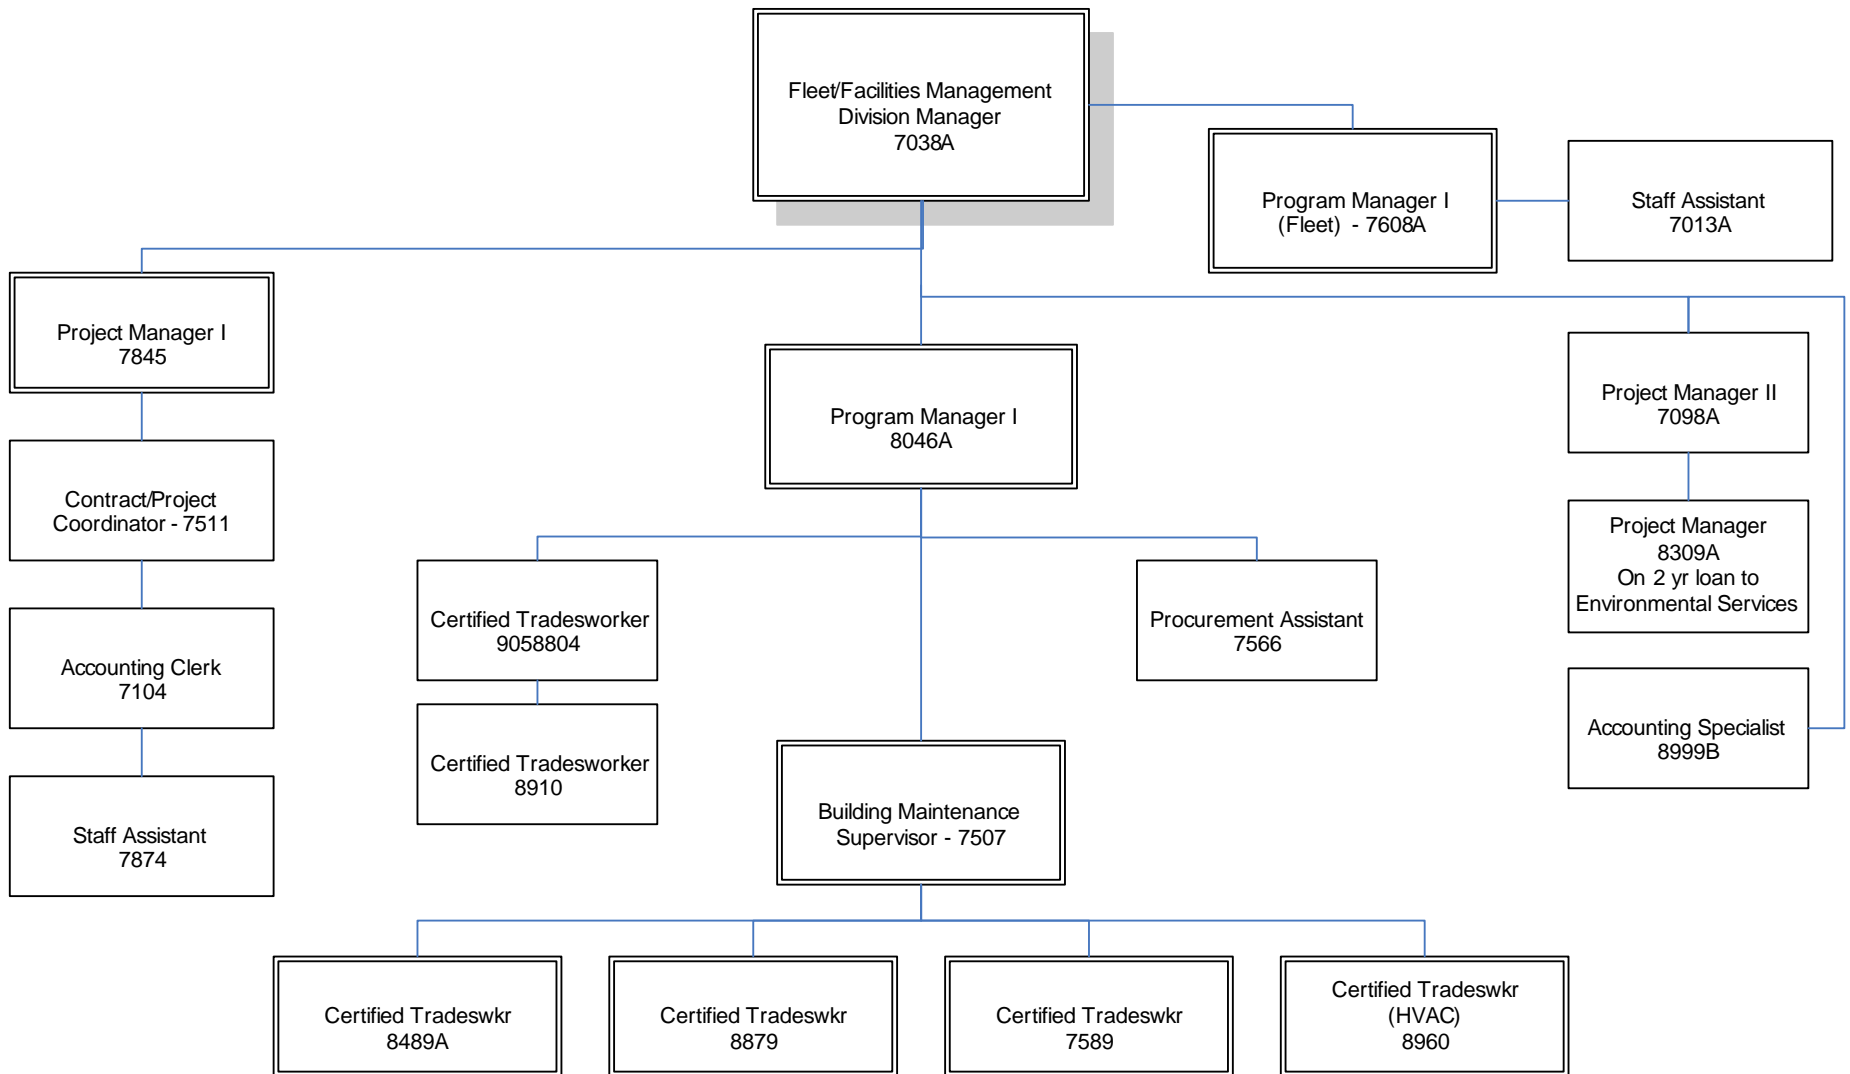 Fleet/Facilities Management
Division Manager
7038A
Program Manager I
(Fleet) - 7608A
Staff Assistant
7013A
Project Manager I
7845
Program Manager I
8046A
Project Manager II
7098A
Contract/Project
Coordinator - 7511
Project Manager
8309A
On 2 yr loan to
Environmental Services
Certified Tradesworker
9058804
Procurement Assistant
7566
Accounting Clerk
7104
Certified Tradesworker
8910
Accounting Specialist
8999B
Building Maintenance
Supervisor - 7507
Staff Assistant
7874
Certified Tradeswkr
8489A
Certified Tradeswkr
8879
Certified Tradeswkr
7589
Certified Tradeswkr
(HVAC)
8960